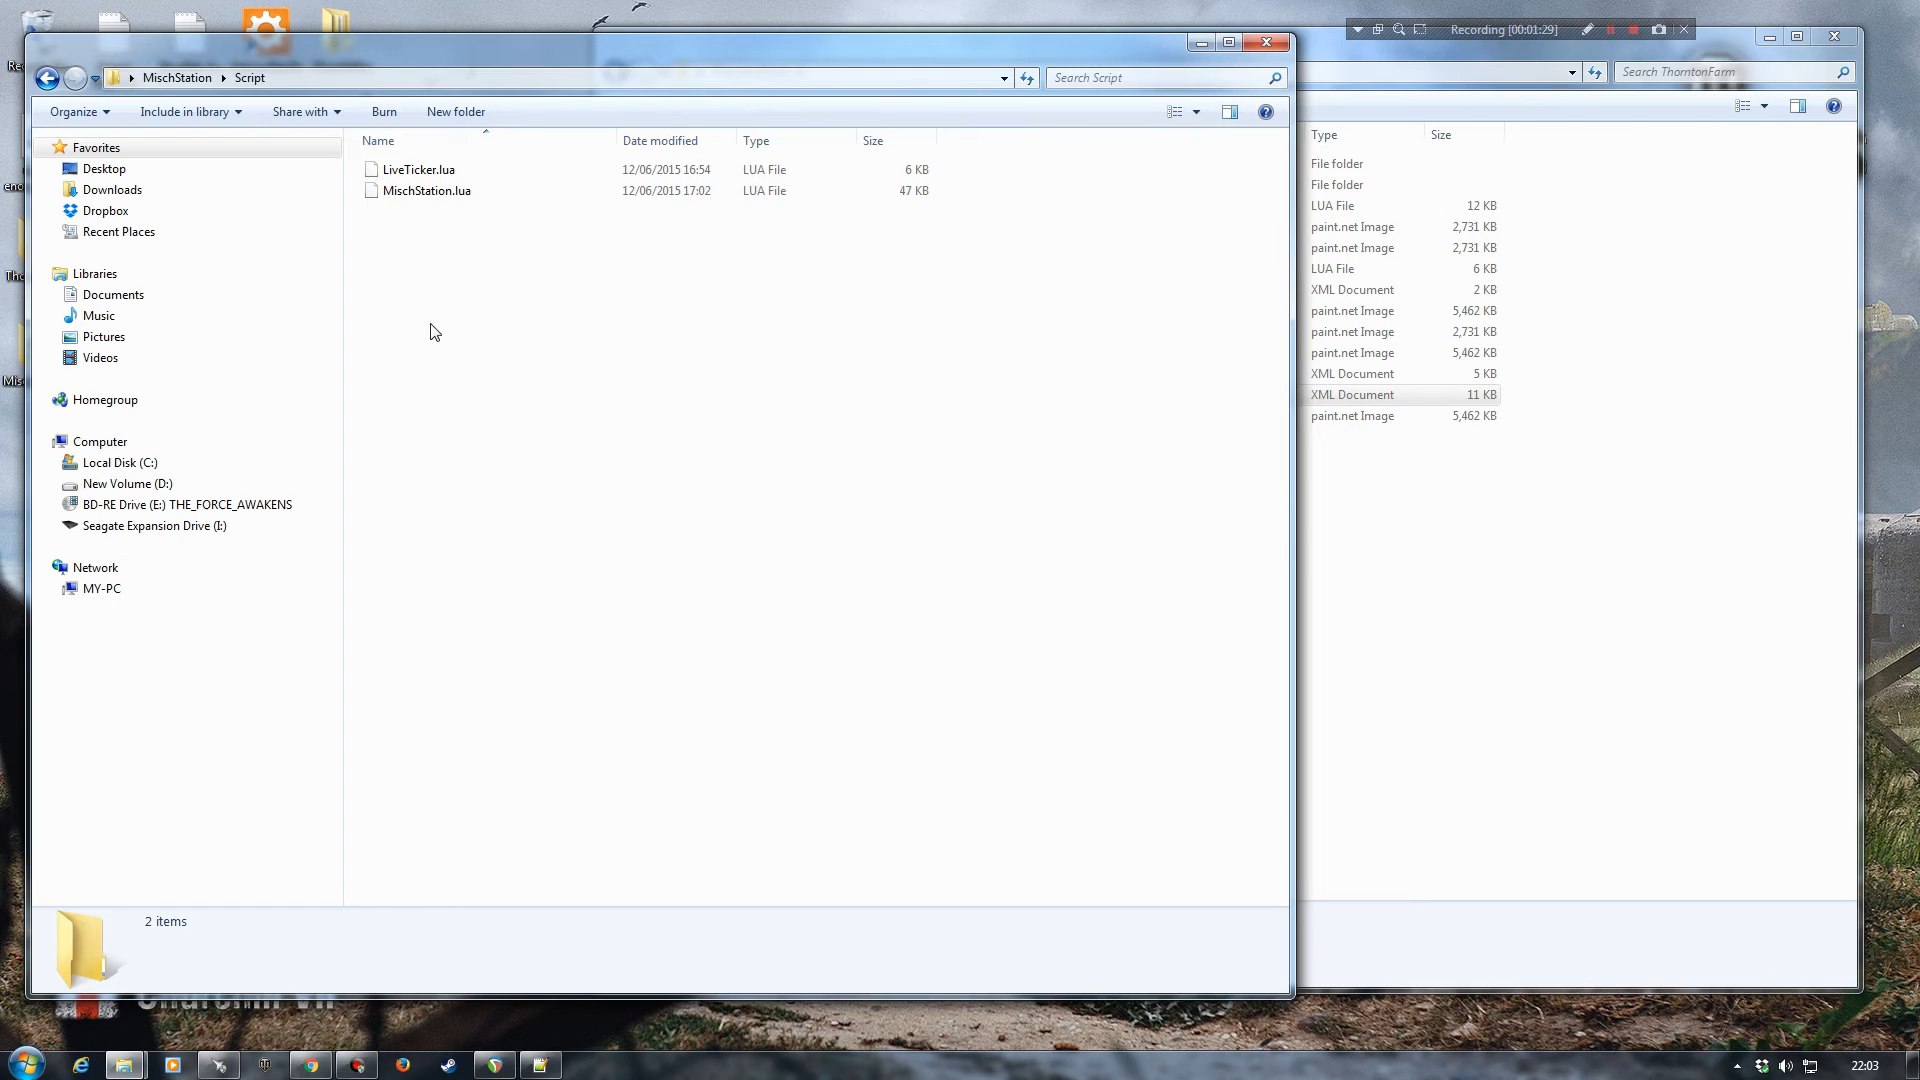 Recording [00:01:29]
MischStation Script
Search Script
Search ThorntonFarm
Organize Include in library Share with Burn New folder
Name Date modified Type Size
Type Size
Favorites
Desktop
Downloads
Dropbox
Recent Places
Libraries
Documents
Music
Pictures
Videos
Homegroup
Computer
Local Disk (C:)
New Volume (D:)
BD-RE Drive (E:) THE_FORCE_AWAKENS
Seagate Expansion Drive (I:)
Network
MY-PC
LiveTicker.lua 12/06/2015 16:54 LUA File 6 KB
MischStation.lua 12/06/2015 17:02 LUA File 47 KB
File folder
File folder
LUA File 12 KB
paint.net Image 2,731 KB
paint.net Image 2,731 KB
LUA File 6 KB
XML Document 2 KB
paint.net Image 5,462 KB
paint.net Image 2,731 KB
paint.net Image 5,462 KB
XML Document 5 KB
XML Document 11 KB
paint.net Image 5,462 KB
2 items
22:03